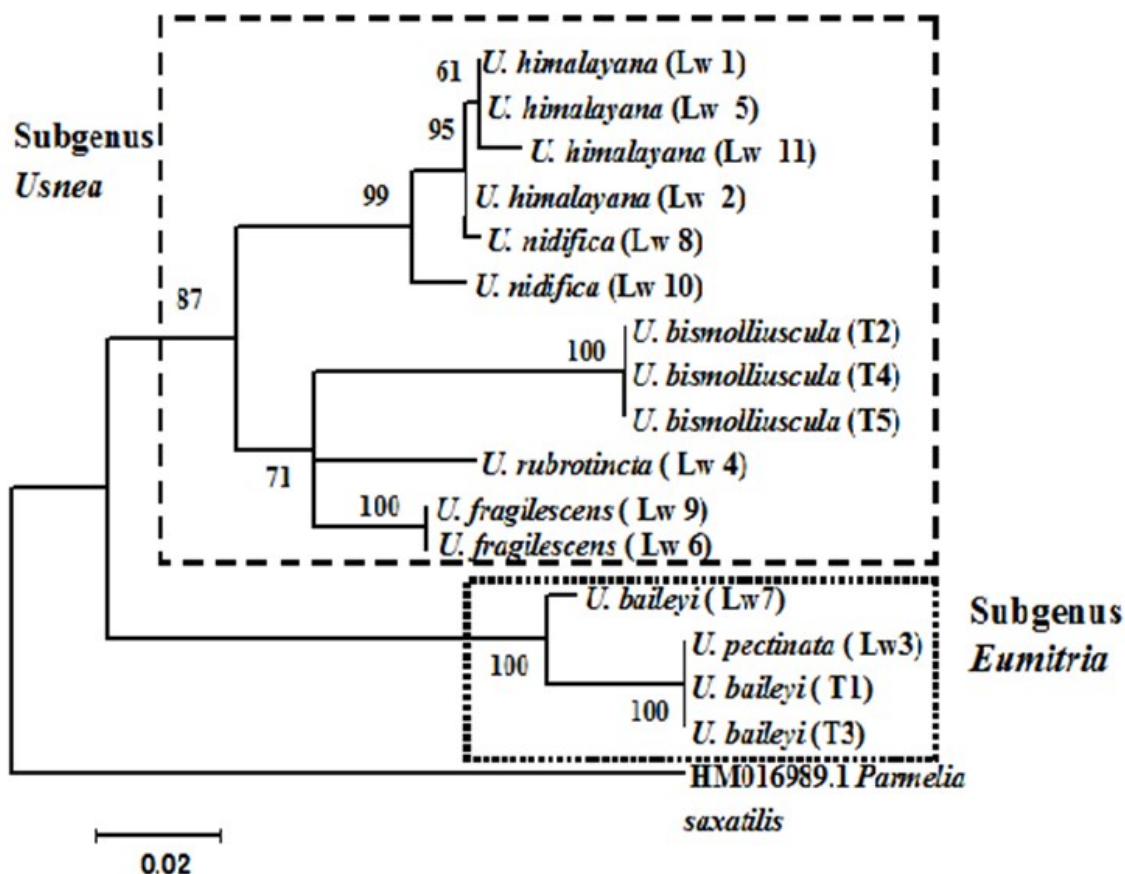 61
U. himalayana (Lw 1)
U. himalayana (Lw 5)
95
U. himalayana (Lw 11)
Subgenus
Usnea
99
U. himalayana (Lw 2)
U. nidifica (Lw 8)
U. nidifica (Lw 10)
87
U. bismolliuscula (T2)
100
U. bismolliuscula (T4)
U. bismolliuscula (T5)
U. rubrotincta ( Lw 4)
71
100
U. fragilescens ( Lw 9)
U. fragilescens ( Lw 6)
U. baileyi ( Lw7)
Subgenus
Eumitria
100
U. pectinata ( Lw3)
U. baileyi ( T1)
100
U. baileyi (T3)
HM016989.1 Parmelia
saxatilis
0.02